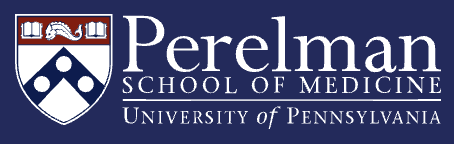 Perelman
SCHOOL OF MEDICINE
UNIVERSITY of PENNSYLVANIA